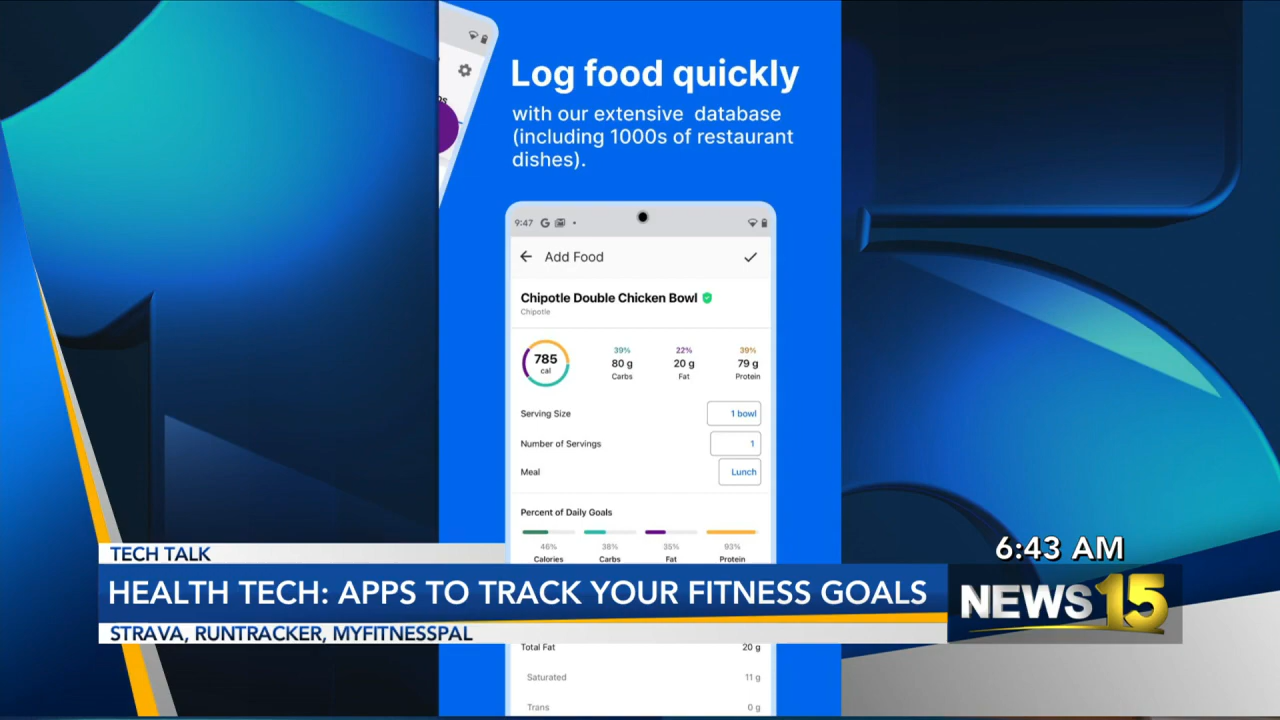 Log food quickly
with our extensive database
(including 1000s of restaurant
dishes).
9:47
Add Food
Chipotle Double Chicken Bowl
Chipotle
785
cal
39% 22% 39%
80 g 20 g 79 g
Carbs Fat Protein
Serving Size 1 bowl
Number of Servings 1
Meal Lunch
Percent of Daily Goals
46% 38% 35% 93%
Calories Carbs Fat Protein
6:43 AM
TECH TALK
HEALTH TECH: APPS TO TRACK YOUR FITNESS GOALS
NEWS 15
STRAVA, RUNTRACKER, MYFITNESSPAL
Total Fat 20 g
Saturated 11 g
Trans 0 g